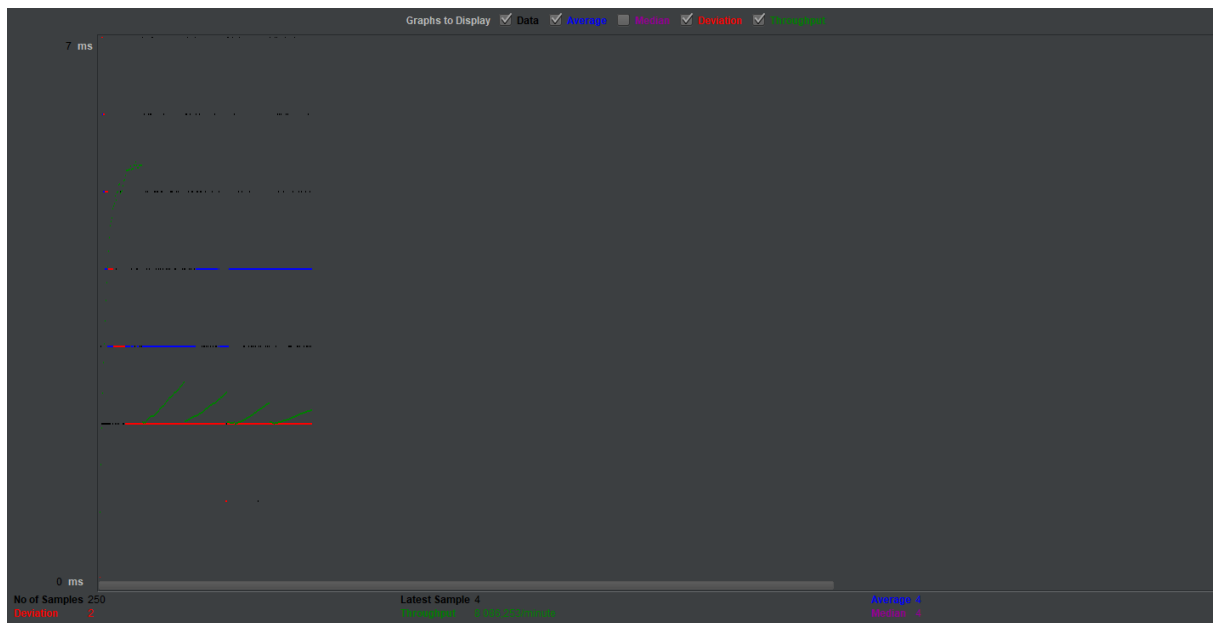 Graphs to Display Data Average Median Deviation Throughput
7 ms
0 ms
No of Samples 250 Latest Sample 4 Average 4
Deviation 2 Throughput Median